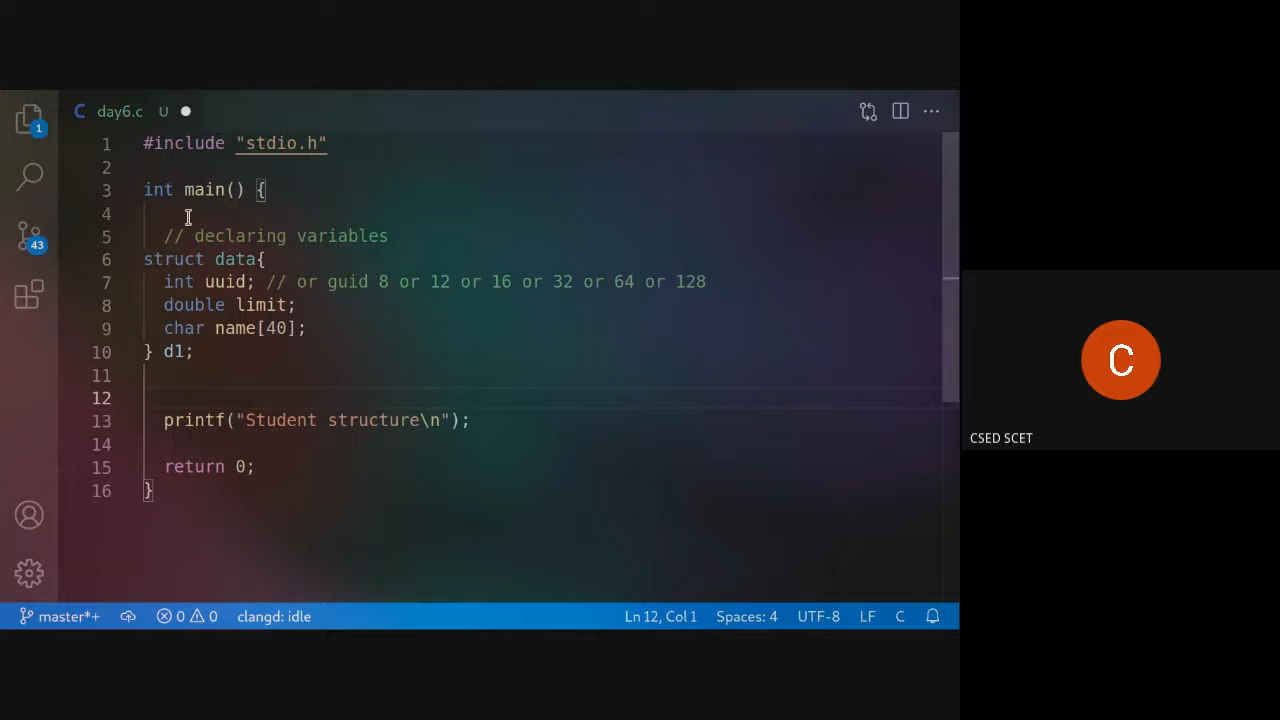 C day6.c U
1 #include "stdio.h"
2
3 int main() {
4
5 // declaring variables
6 struct data{
7 int uuid; // or guid 8 or 12 or 16 or 32 or 64 or 128
8 double limit;
9 char name[40];
10 } d1;
11
12
13 printf("Student structure\n");
14
15 return 0;
16 }
1
43
master*+ 0 0 clangd: idle Ln 12, Col 1 Spaces: 4 UTF-8 LF C
C
CSED SCET